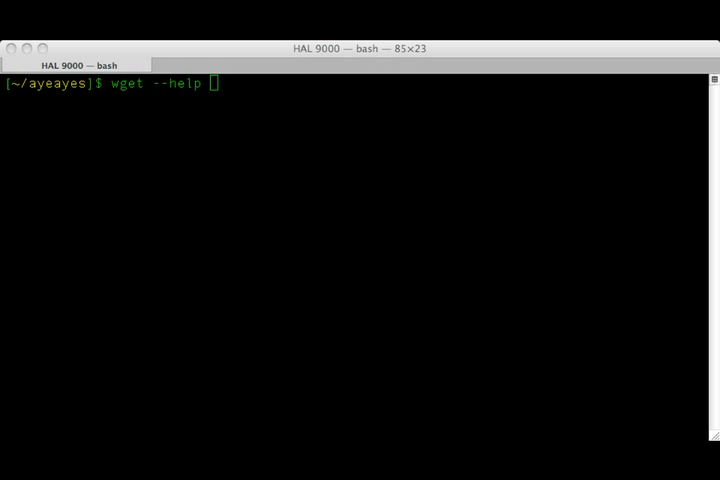 HAL 9000 — bash — 85×23
HAL 9000 — bash
[~/ayeayes]$ wget --help